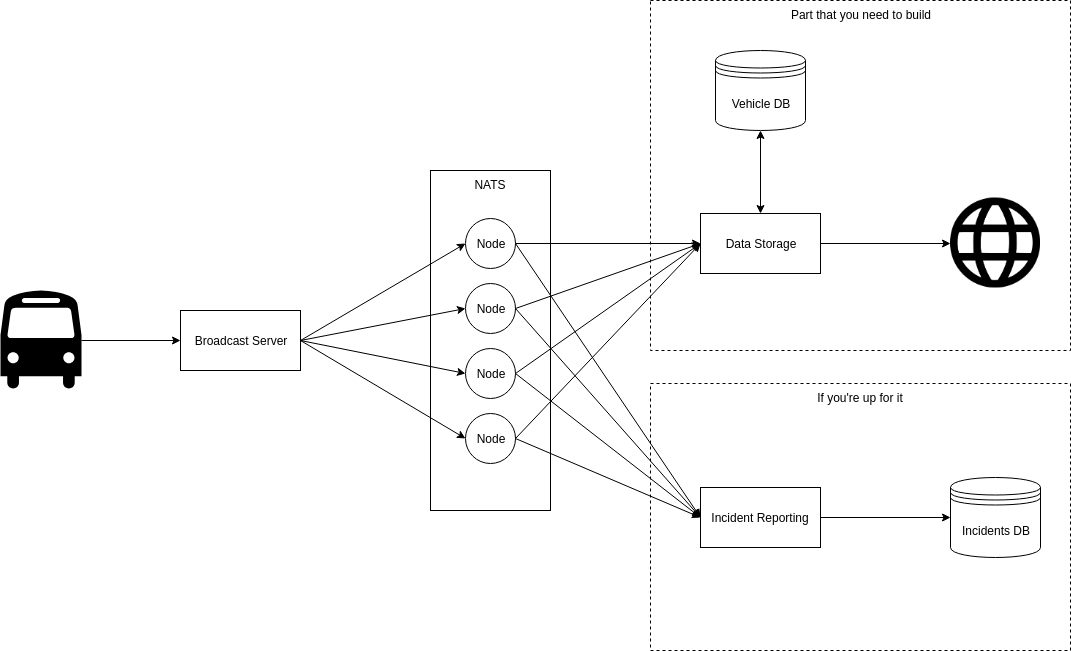 Part that you need to build
Vehicle DB
NATS
Node
Data Storage
Node
Broadcast Server
Node
If you're up for it
Node
Incident Reporting
Incidents DB